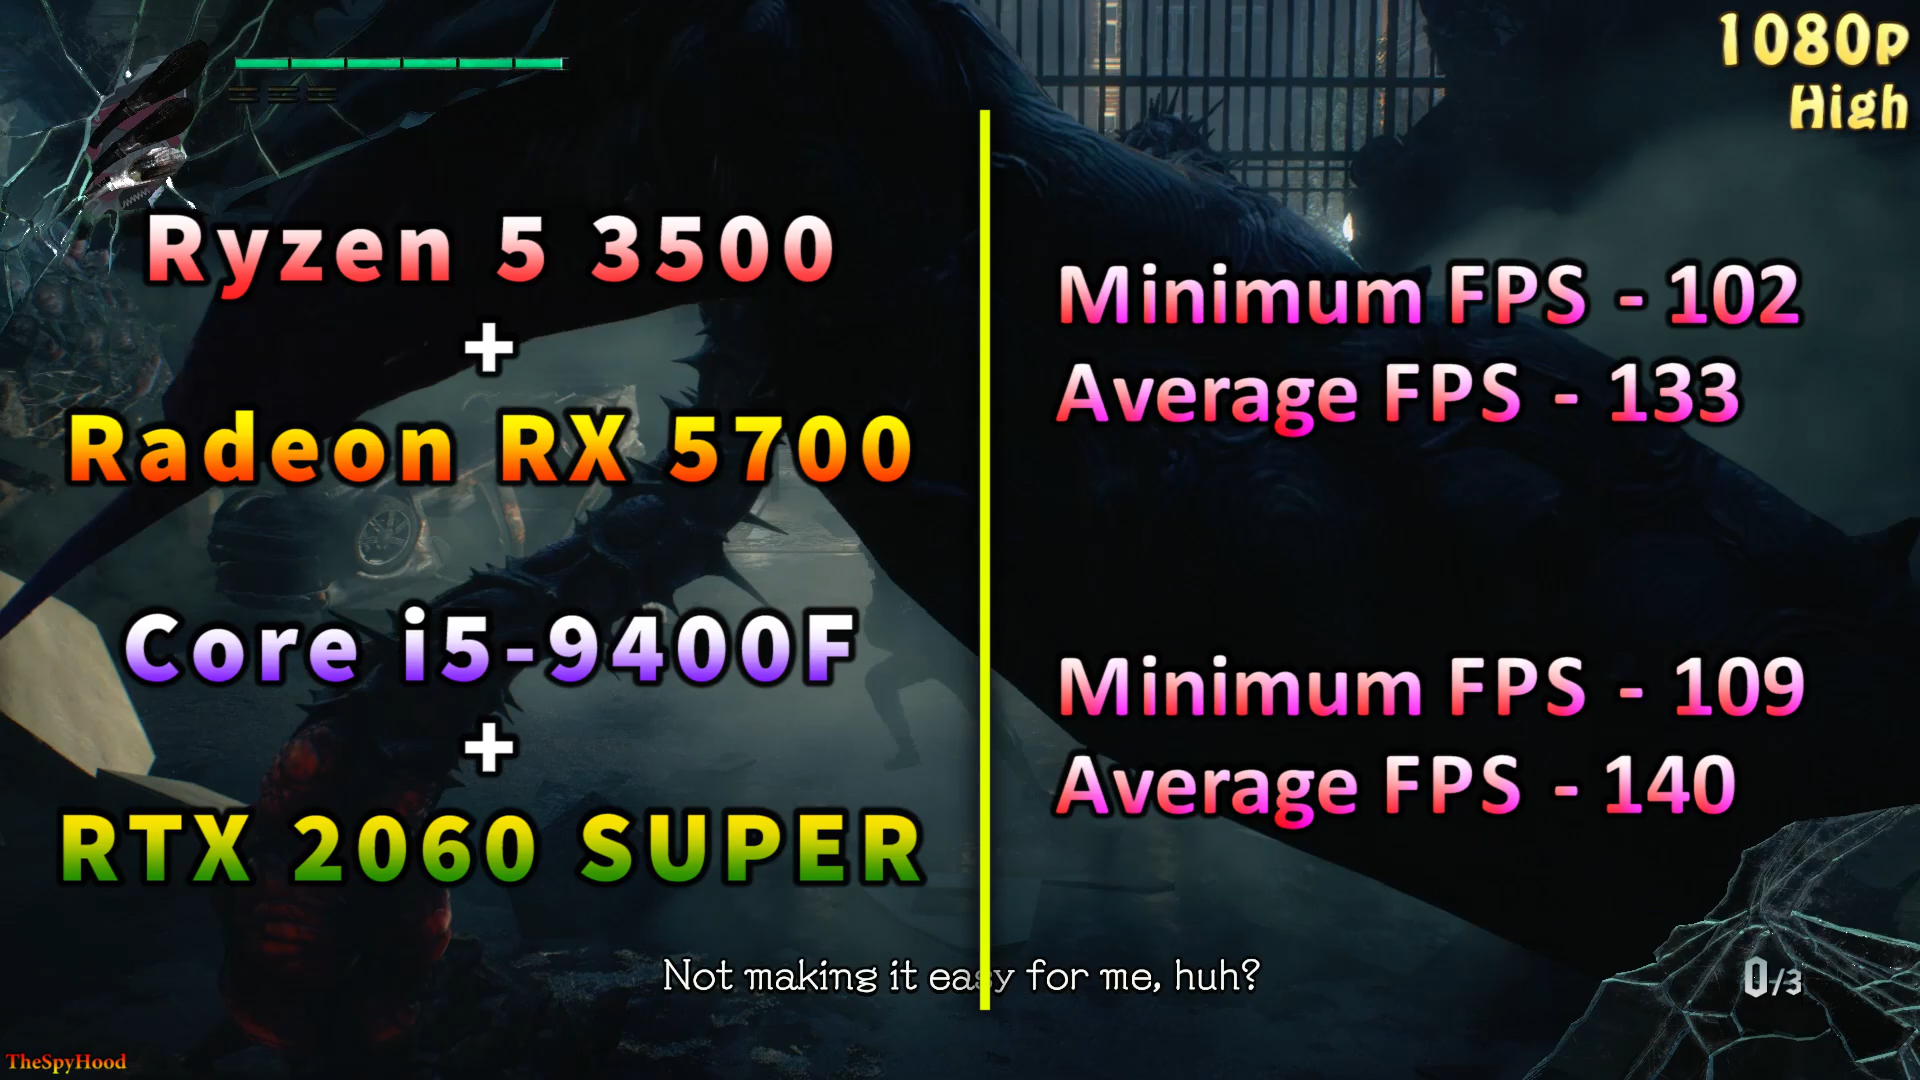 1080p
High
Ryzen 5 3500
+
Radeon RX 5700
Minimum FPS - 102
Average FPS - 133
Core i5-9400F
+
RTX 2060 SUPER
Minimum FPS - 109
Average FPS - 140
Not making it easy for me, huh?
0/3
TheSpyHood